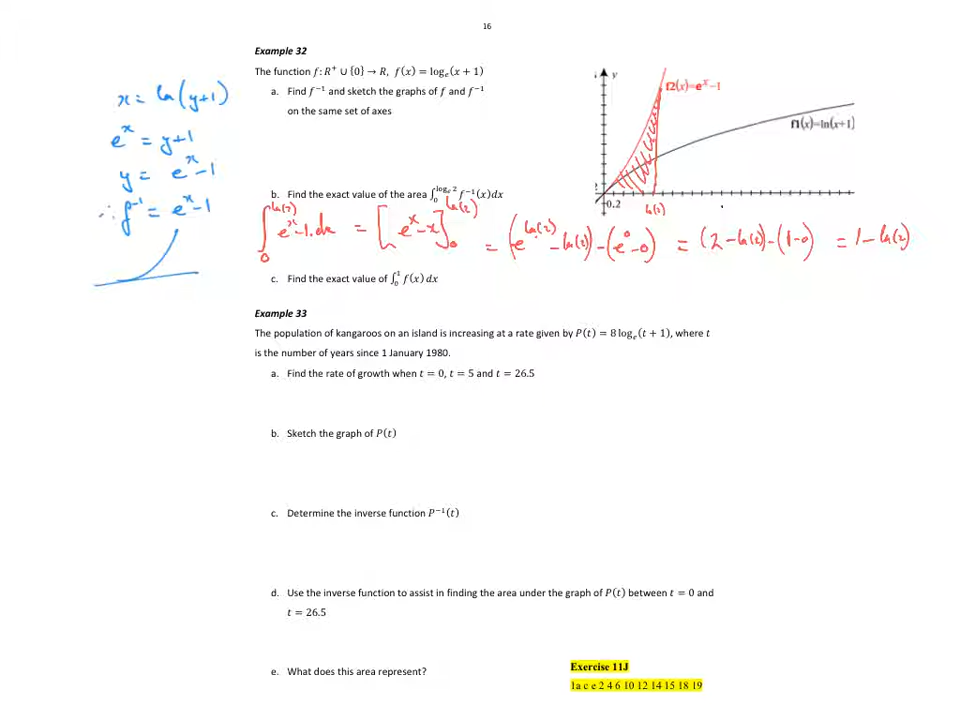 16
Example 32
The function f: R⁺ ∪ {0} → R, f(x) = logₑ(x + 1)
a. Find f⁻¹ and sketch the graphs of f and f⁻¹
on the same set of axes
x = ln(y+1)
eˣ = y+1
y = eˣ-1
∴ f⁻¹ = eˣ-1
y
f2(x)=eˣ-1
f1(x)=ln(x+1)
0.2
ln(2)
b. Find the exact value of the area ∫₀^(logₑ 2) f⁻¹(x)dx
∫₀^(ln(2)) eˣ-1.dx = [eˣ-x]₀^(ln(2)) = (e^(ln(2)) - ln(2)) - (e⁰-0) = (2-ln(2)) - (1-0) = 1-ln(2)
c. Find the exact value of ∫₀¹ f(x) dx
Example 33
The population of kangaroos on an island is increasing at a rate given by P(t) = 8 logₑ(t + 1), where t
is the number of years since 1 January 1980.
a. Find the rate of growth when t = 0, t = 5 and t = 26.5
b. Sketch the graph of P(t)
c. Determine the inverse function P⁻¹(t)
d. Use the inverse function to assist in finding the area under the graph of P(t) between t = 0 and
t = 26.5
e. What does this area represent?
Exercise 11J
1a c e 2 4 6 10 12 14 15 18 19